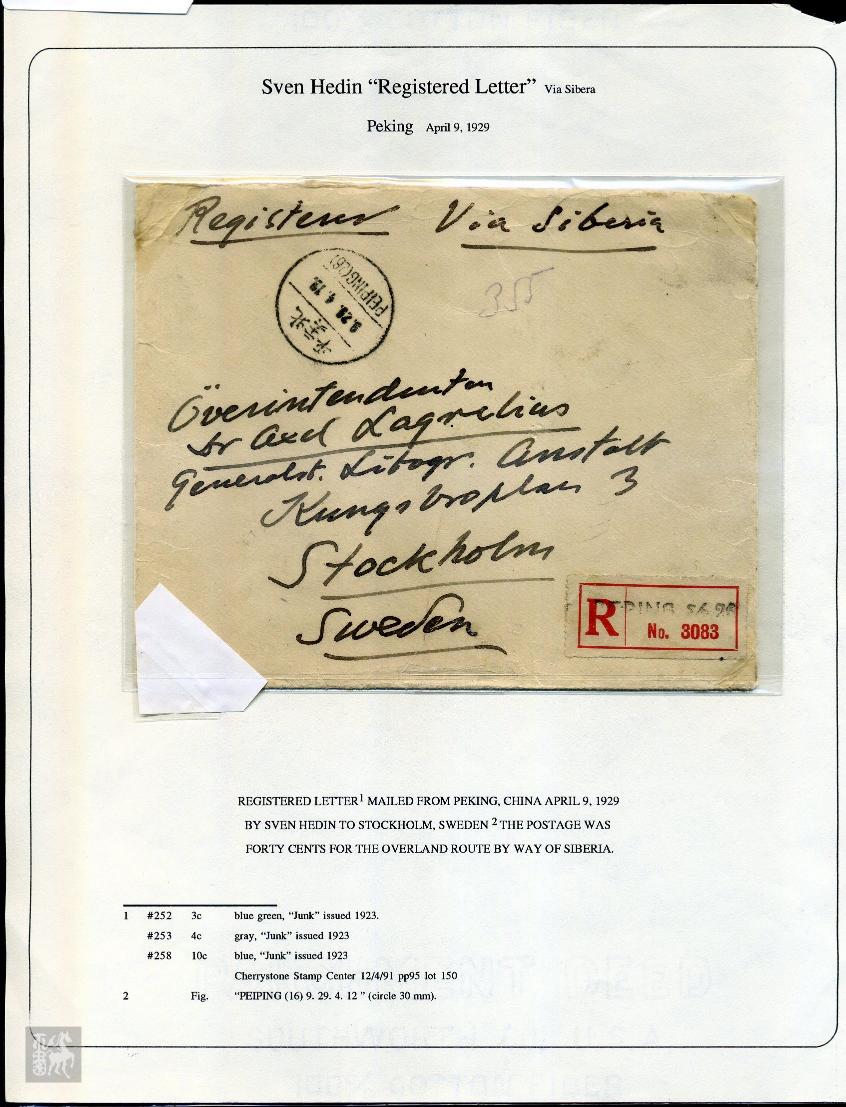 Sven Hedin “Registered Letter” Via Sibera
Peking April 9, 1929
Registered Via Siberia
355
PEIPING(26)
9.29.4.12.
北京平
Överintendenten
Dr Axel Lagrelius
Generalst. Litogr. Anstalt
Kungsbroplan 3
Stockholm
Sweden
R PEIPING
No. 3083
REGISTERED LETTER1 MAILED FROM PEKING, CHINA APRIL 9, 1929
BY SVEN HEDIN TO STOCKHOLM, SWEDEN 2 THE POSTAGE WAS
FORTY CENTS FOR THE OVERLAND ROUTE BY WAY OF SIBERIA.
1 #252 3c blue green, “Junk” issued 1923.
#253 4c gray, “Junk” issued 1923
#258 10c blue, “Junk” issued 1923
Cherrystone Stamp Center 12/4/91 pp95 lot 150
2 Fig. “PEIPING (16) 9. 29. 4. 12 ” (circle 30 mm).